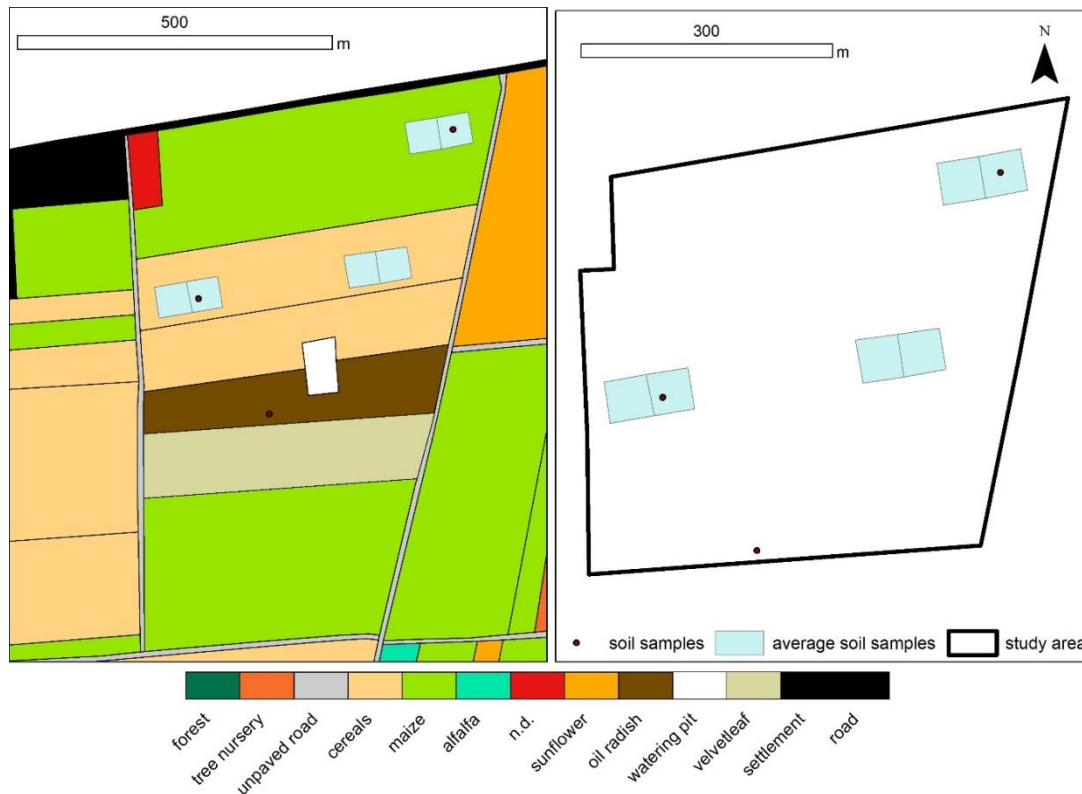 500
m
300
m
N
soil samples
average soil samples
study area
forest
tree nursery
unpaved road
cereals
maize
alfalfa
n.d.
sunflower
oil radish
watering pit
velvetleaf
settlement
road